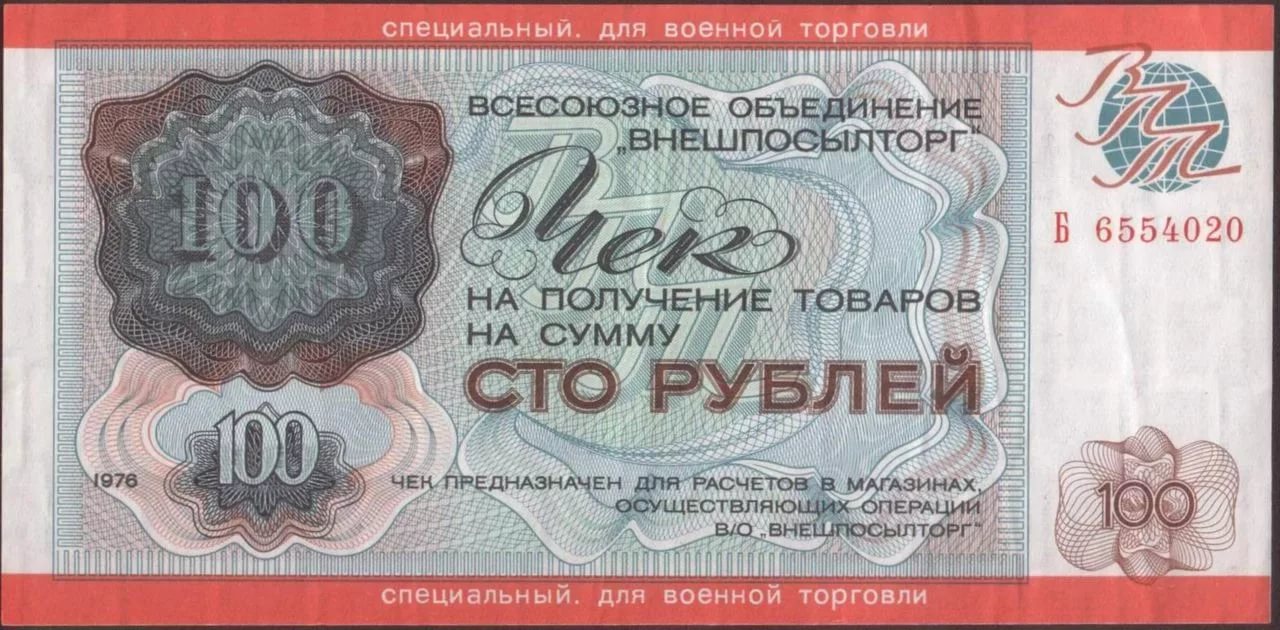 специальный. для военной торговли
ВСЕСОЮЗНОЕ ОБЪЕДИНЕНИЕ
„ВНЕШПОСЫЛТОРГ"
ВПТ
Б 6554020
100
Чек
НА ПОЛУЧЕНИЕ ТОВАРОВ
НА СУММУ
СТО РУБЛЕЙ
100
1976
ЧЕК ПРЕДНАЗНАЧЕН ДЛЯ РАСЧЕТОВ В МАГАЗИНАХ,
ОСУЩЕСТВЛЯЮЩИХ ОПЕРАЦИИ
В/О „ВНЕШПОСЫЛТОРГ"
100
специальный. для военной торговли